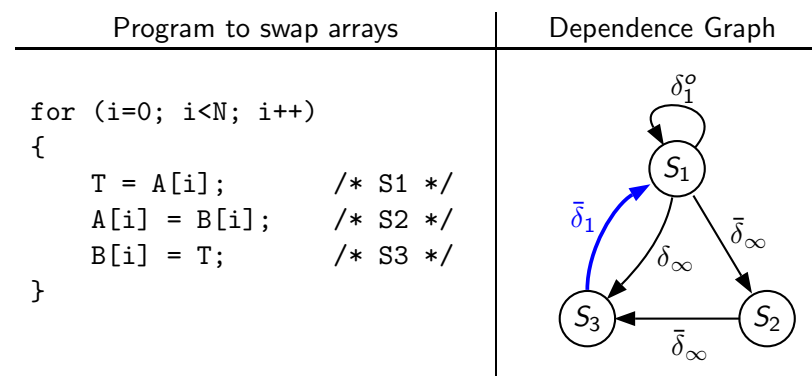 Program to swap arrays
Dependence Graph
for (i=0; i<N; i++)
{
T = A[i]; /* S1 */
A[i] = B[i]; /* S2 */
B[i] = T; /* S3 */
}
δ₁ᵒ
S₁
δ̄₁
δ̄∞
δ∞
S₃
S₂
δ̄∞